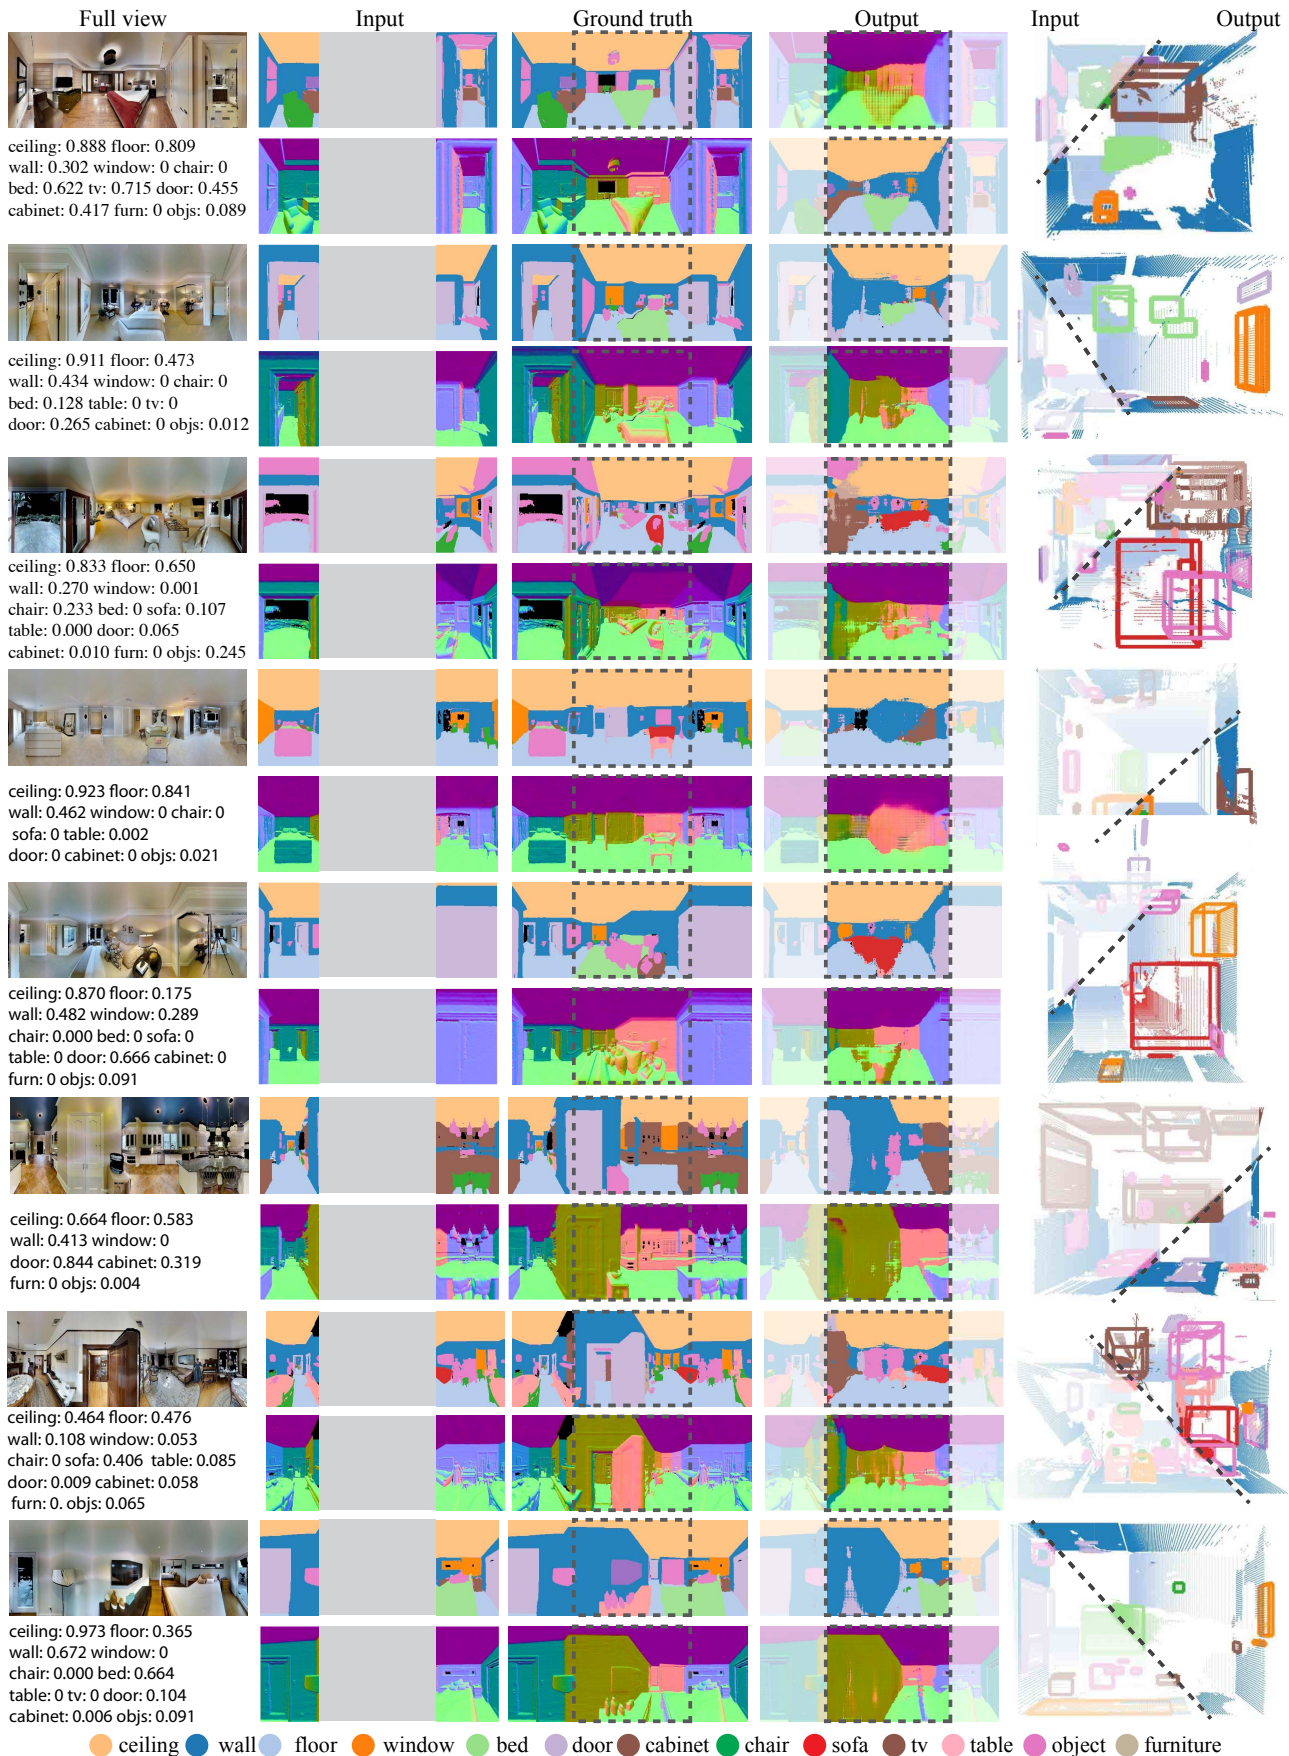 Full view Input Ground truth Output Input Output
ceiling: 0.888 floor: 0.809
wall: 0.302 window: 0 chair: 0
bed: 0.622 tv: 0.715 door: 0.455
cabinet: 0.417 furn: 0 objs: 0.089
ceiling: 0.911 floor: 0.473
wall: 0.434 window: 0 chair: 0
bed: 0.128 table: 0 tv: 0
door: 0.265 cabinet: 0 objs: 0.012
ceiling: 0.833 floor: 0.650
wall: 0.270 window: 0.001
chair: 0.233 bed: 0 sofa: 0.107
table: 0.000 door: 0.065
cabinet: 0.010 furn: 0 objs: 0.245
ceiling: 0.923 floor: 0.841
wall: 0.462 window: 0 chair: 0
sofa: 0 table: 0.002
door: 0 cabinet: 0 objs: 0.021
ceiling: 0.870 floor: 0.175
wall: 0.482 window: 0.289
chair: 0.000 bed: 0 sofa: 0
table: 0 door: 0.666 cabinet: 0
furn: 0 objs: 0.091
ceiling: 0.664 floor: 0.583
wall: 0.413 window: 0
door: 0.844 cabinet: 0.319
furn: 0 objs: 0.004
ceiling: 0.464 floor: 0.476
wall: 0.108 window: 0.053
chair: 0 sofa: 0.406 table: 0.085
door: 0.009 cabinet: 0.058
furn: 0. objs: 0.065
ceiling: 0.973 floor: 0.365
wall: 0.672 window: 0
chair: 0.000 bed: 0.664
table: 0 tv: 0 door: 0.104
cabinet: 0.006 objs: 0.091
ceiling wall floor window bed door cabinet chair sofa tv table object furniture